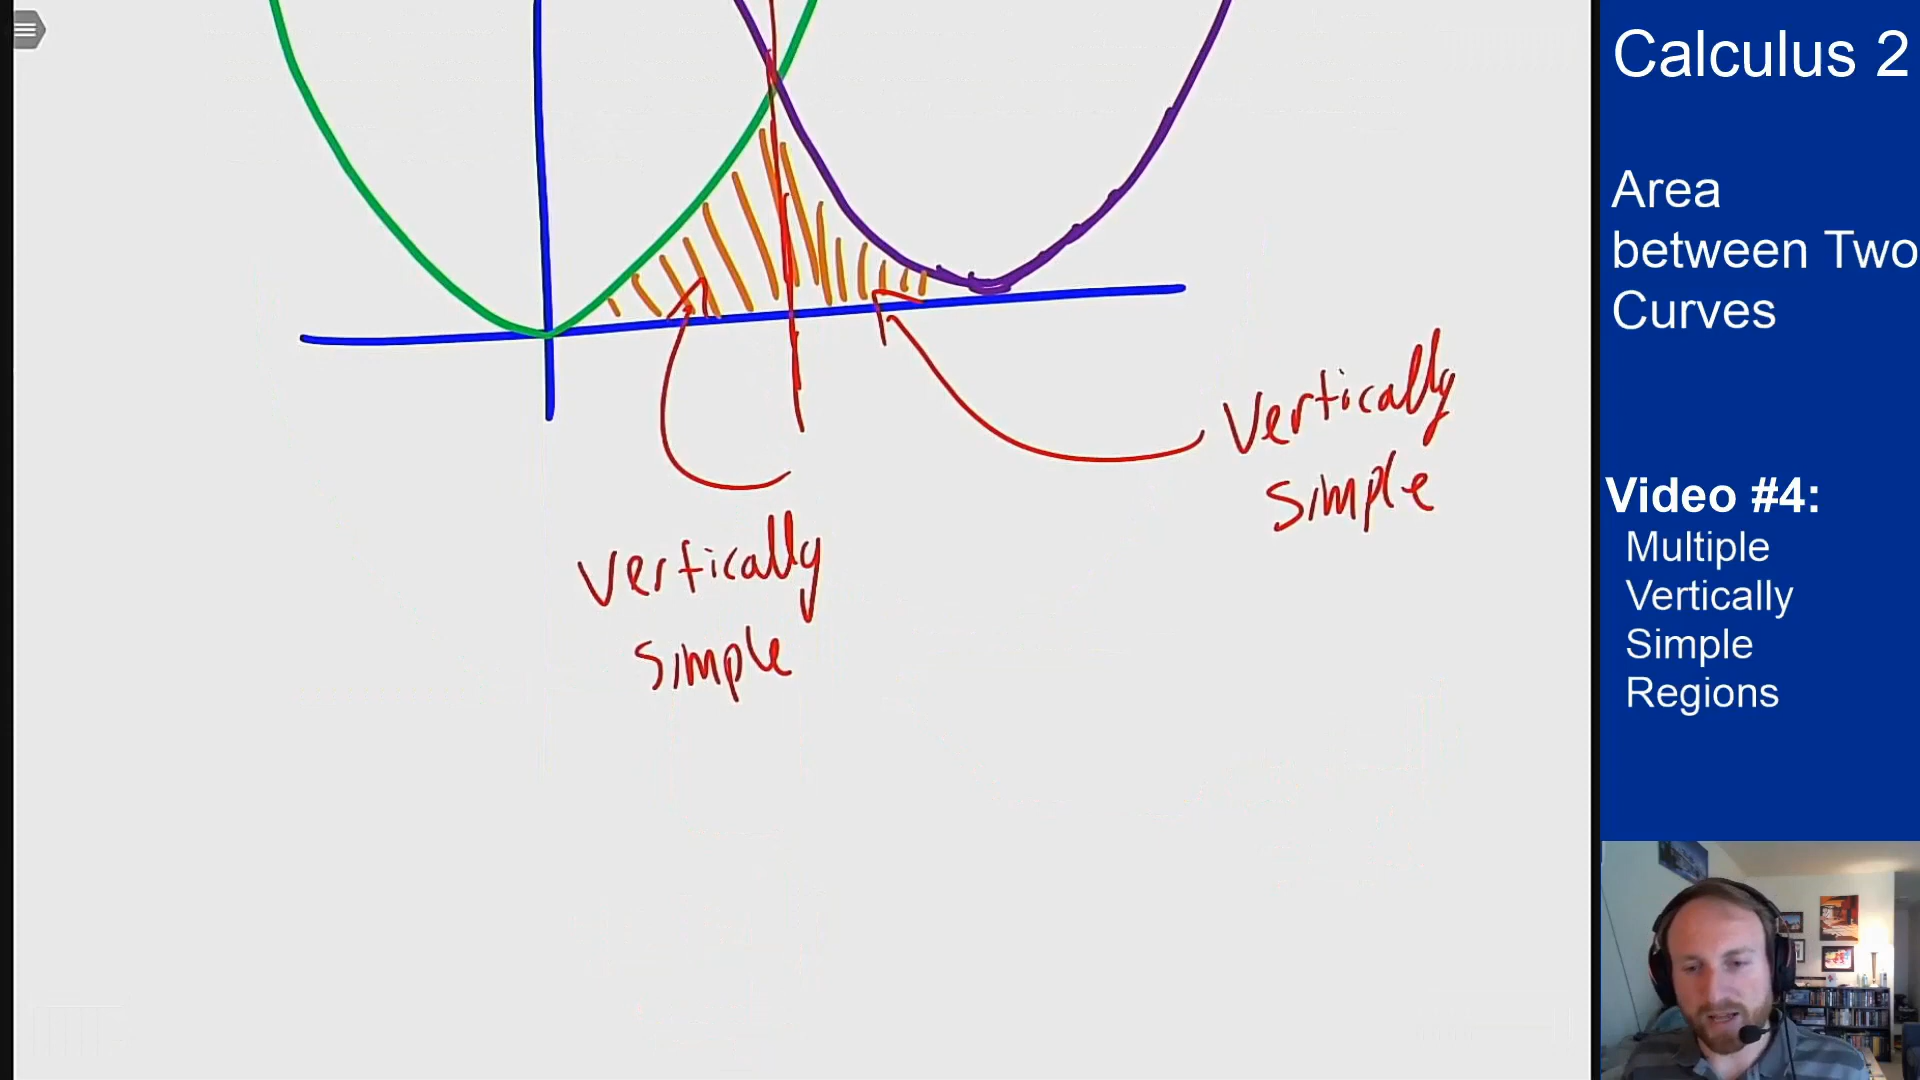 Calculus 2
Area
between Two
Curves
Video #4:
Multiple
Vertically
Simple
Regions
Vertically
simple
Vertically
simple